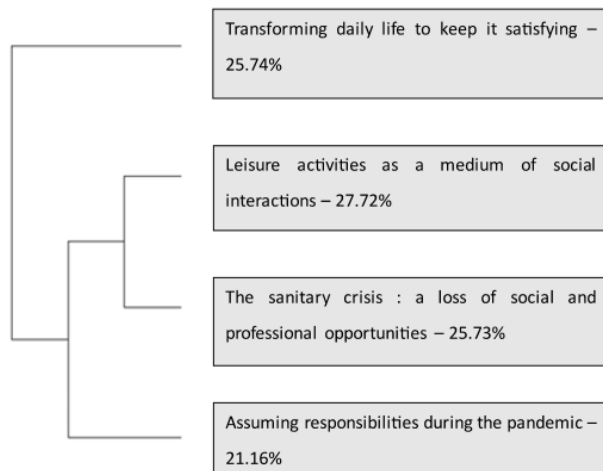 Transforming daily life to keep it satisfying –
25.74%
Leisure activities as a medium of social
interactions – 27.72%
The sanitary crisis : a loss of social and
professional opportunities – 25.73%
Assuming responsibilities during the pandemic –
21.16%